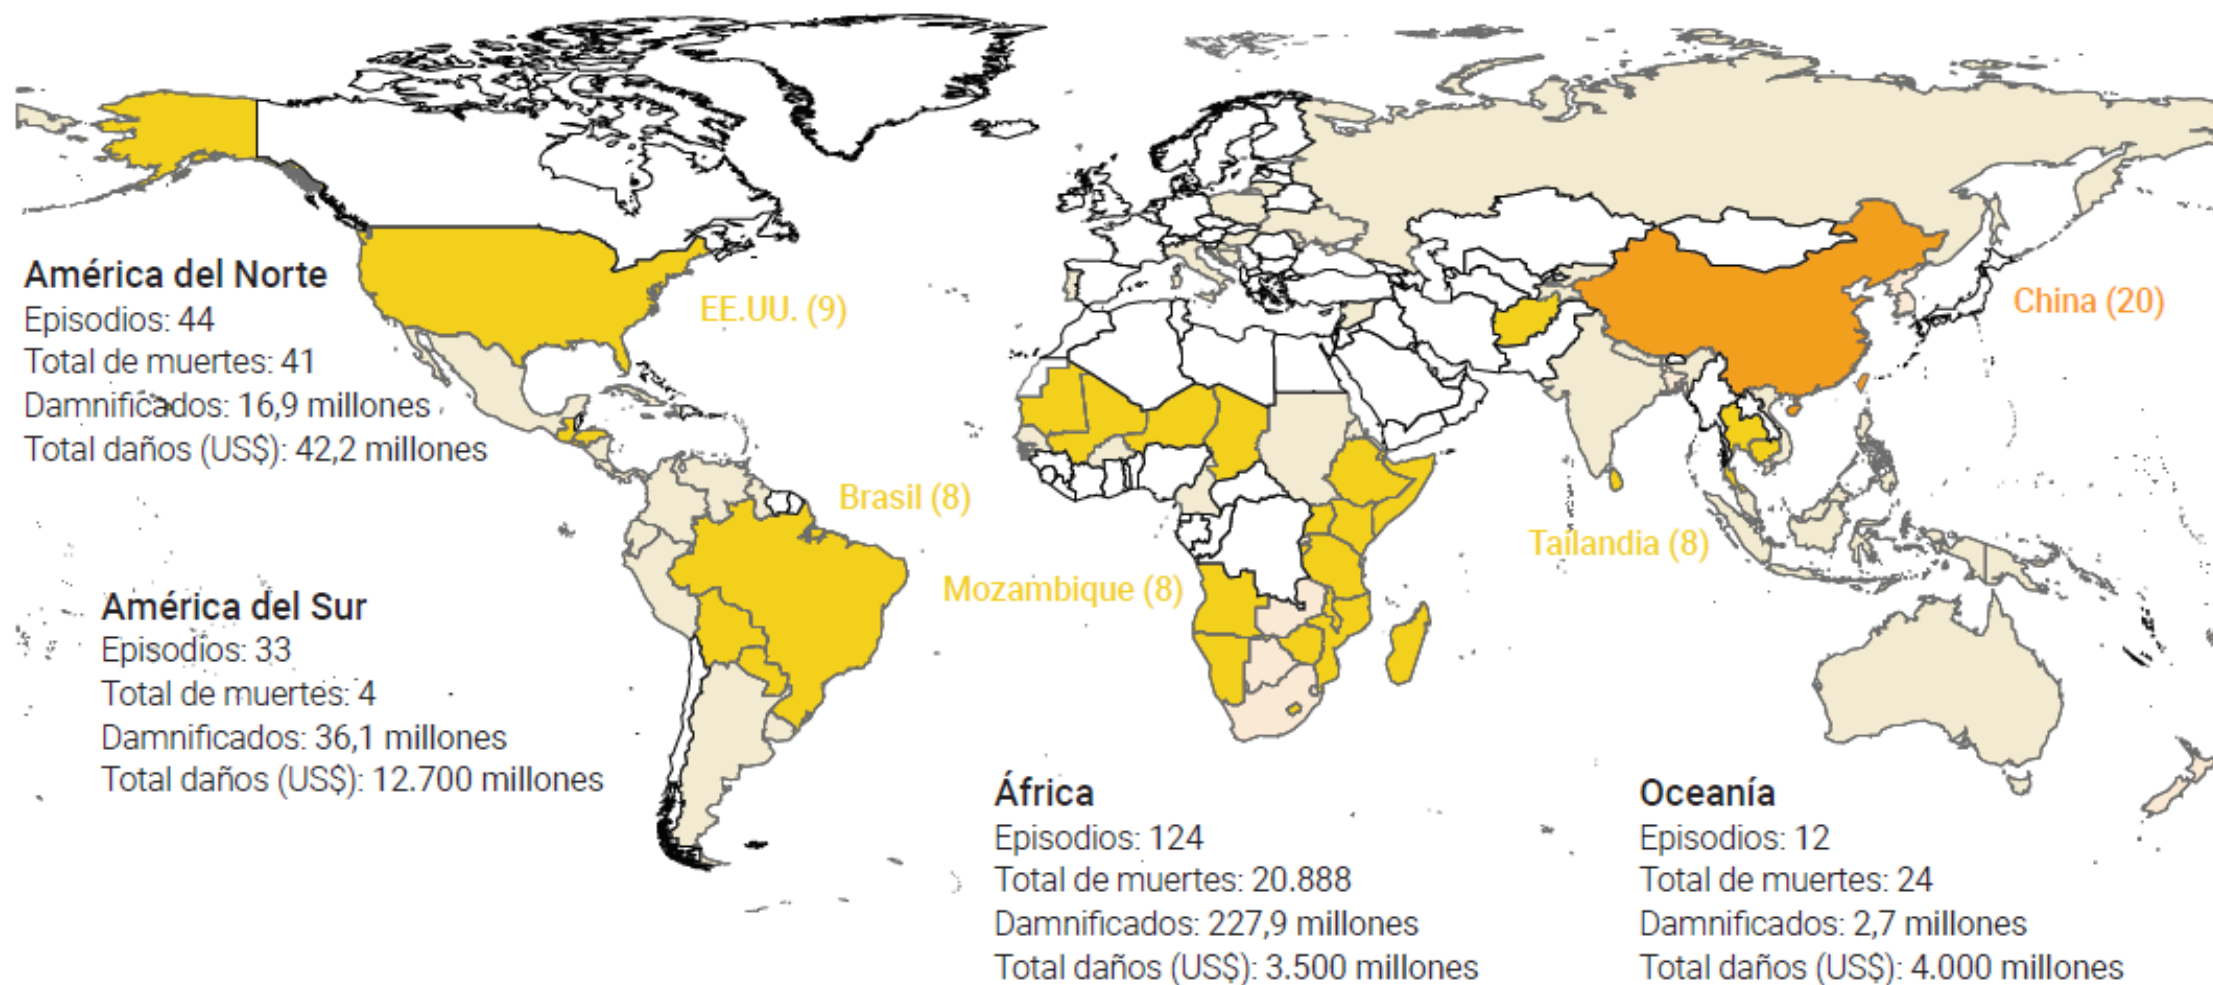 América del Norte
Episodios: 44
Total de muertes: 41
Damnificados: 16,9 millones
Total daños (US$): 42,2 millones
EE.UU. (9)
China (20)
Brasil (8)
Mozambique (8)
Tailandia (8)
América del Sur
Episodios: 33
Total de muertes: 4
Damnificados: 36,1 millones
Total daños (US$): 12.700 millones
África
Episodios: 124
Total de muertes: 20.888
Damnificados: 227,9 millones
Total daños (US$): 3.500 millones
Oceanía
Episodios: 12
Total de muertes: 24
Damnificados: 2,7 millones
Total daños (US$): 4.000 millones